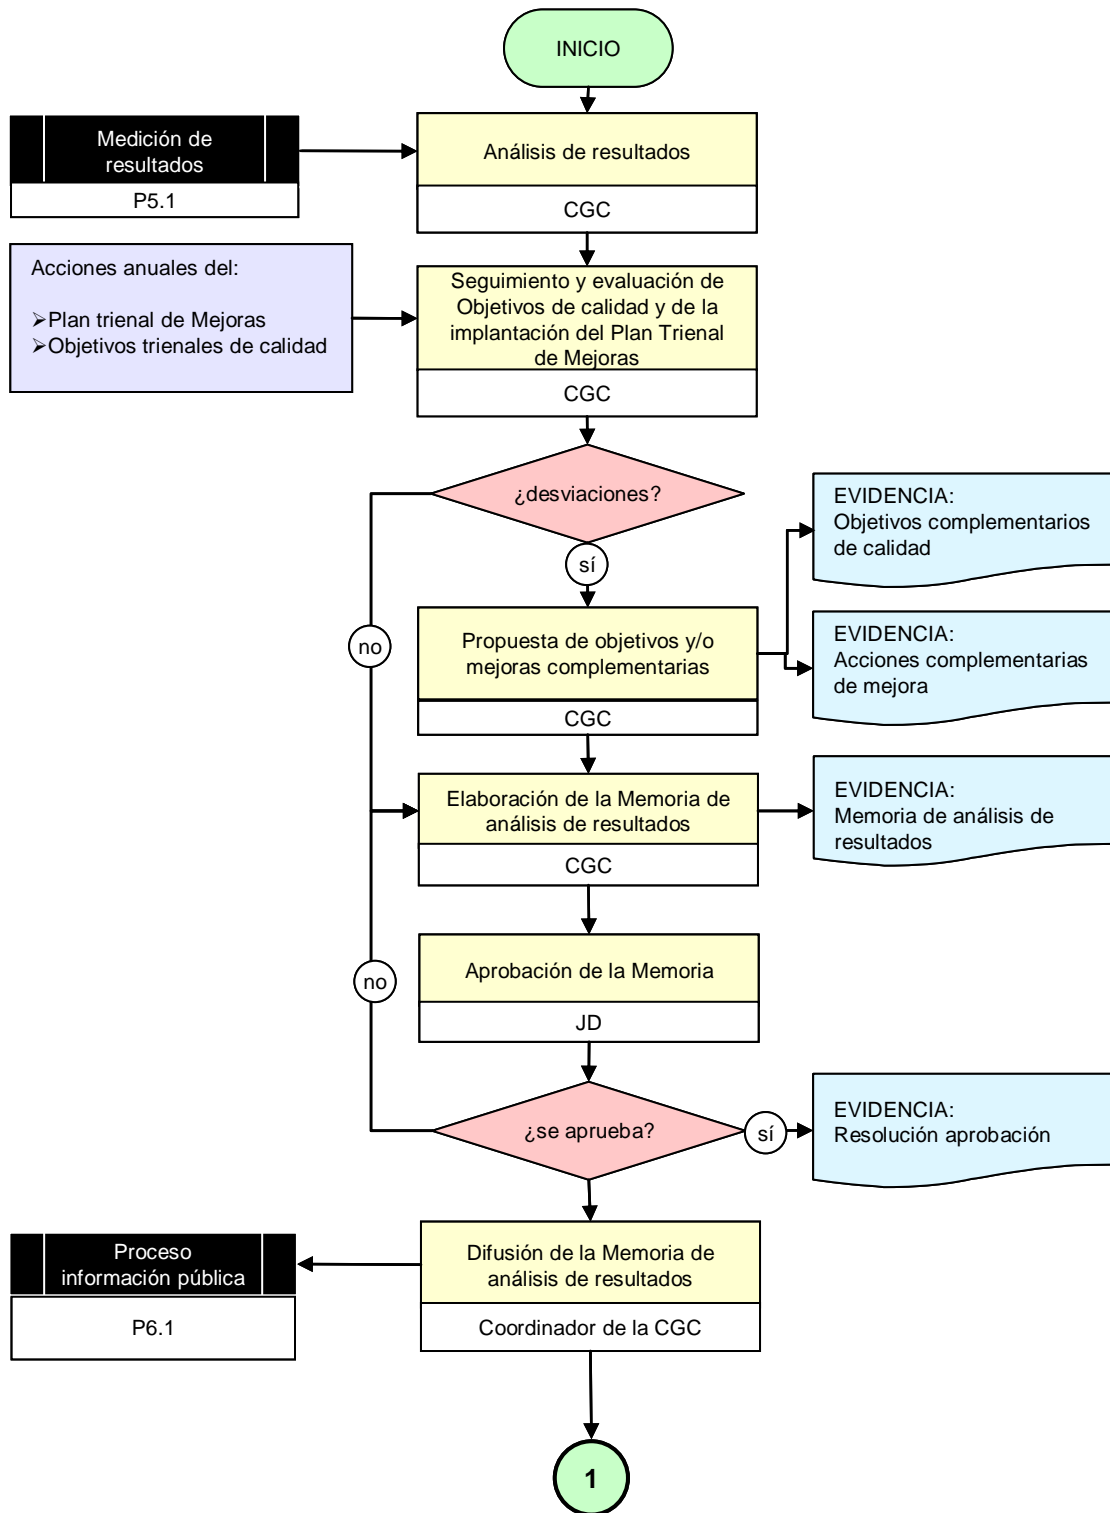 INICIO
Medición de
resultados
P5.1
Análisis de resultados
CGC
Acciones anuales del:
➢Plan trienal de Mejoras
➢Objetivos trienales de calidad
Seguimiento y evaluación de
Objetivos de calidad y de la
implantación del Plan Trienal
de Mejoras
CGC
¿desviaciones?
EVIDENCIA:
Objetivos complementarios
de calidad
sí
no
Propuesta de objetivos y/o
mejoras complementarias
CGC
EVIDENCIA:
Acciones complementarias
de mejora
Elaboración de la Memoria de
análisis de resultados
CGC
EVIDENCIA:
Memoria de análisis de
resultados
Aprobación de la Memoria
JD
no
¿se aprueba?
sí
EVIDENCIA:
Resolución aprobación
Proceso
información pública
P6.1
Difusión de la Memoria de
análisis de resultados
Coordinador de la CGC
1